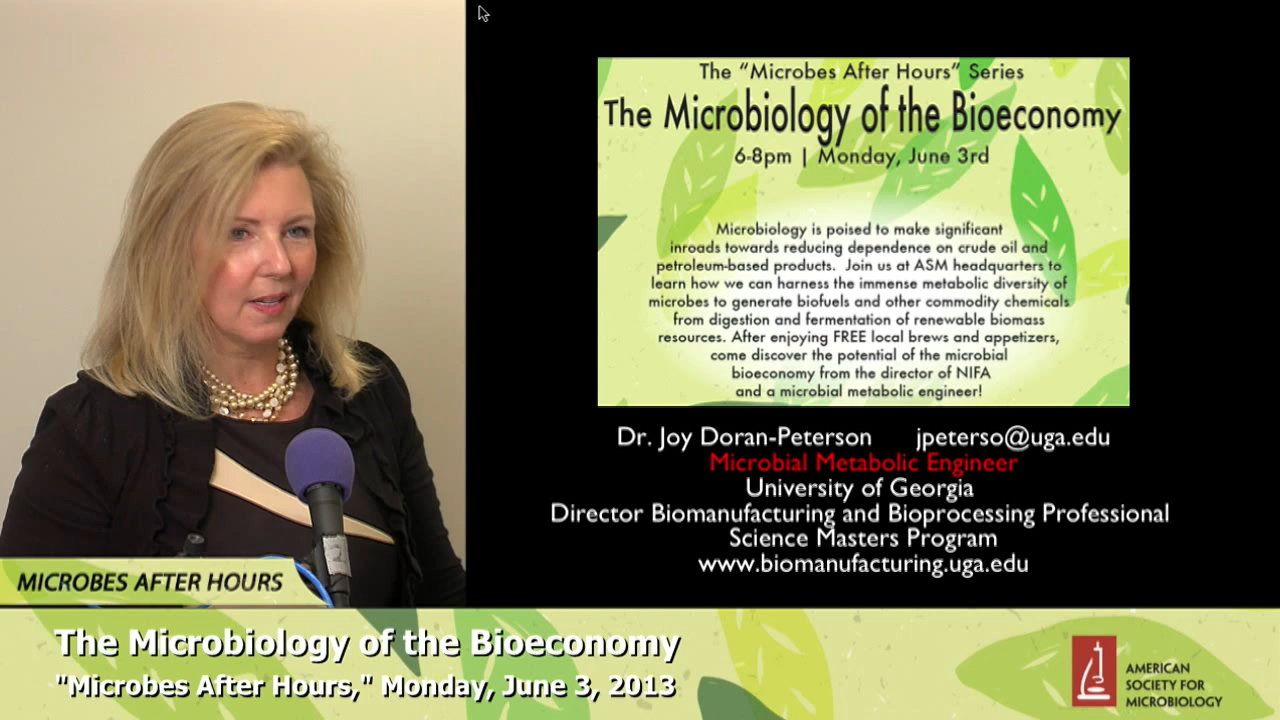 The “Microbes After Hours” Series
The Microbiology of the Bioeconomy
6-8pm | Monday, June 3rd
Microbiology is poised to make significant
inroads towards reducing dependence on crude oil and
petroleum-based products. Join us at ASM headquarters to
learn how we can harness the immense metabolic diversity of
microbes to generate biofuels and other commodity chemicals
from digestion and fermentation of renewable biomass
resources. After enjoying FREE local brews and appetizers,
come discover the potential of the microbial
bioeconomy from the director of NIFA
and a microbial metabolic engineer!
Dr. Joy Doran-Peterson jpeterso@uga.edu
Microbial Metabolic Engineer
University of Georgia
Director Biomanufacturing and Bioprocessing Professional
Science Masters Program
www.biomanufacturing.uga.edu
MICROBES AFTER HOURS
The Microbiology of the Bioeconomy
"Microbes After Hours," Monday, June 3, 2013
AMERICAN
SOCIETY FOR
MICROBIOLOGY